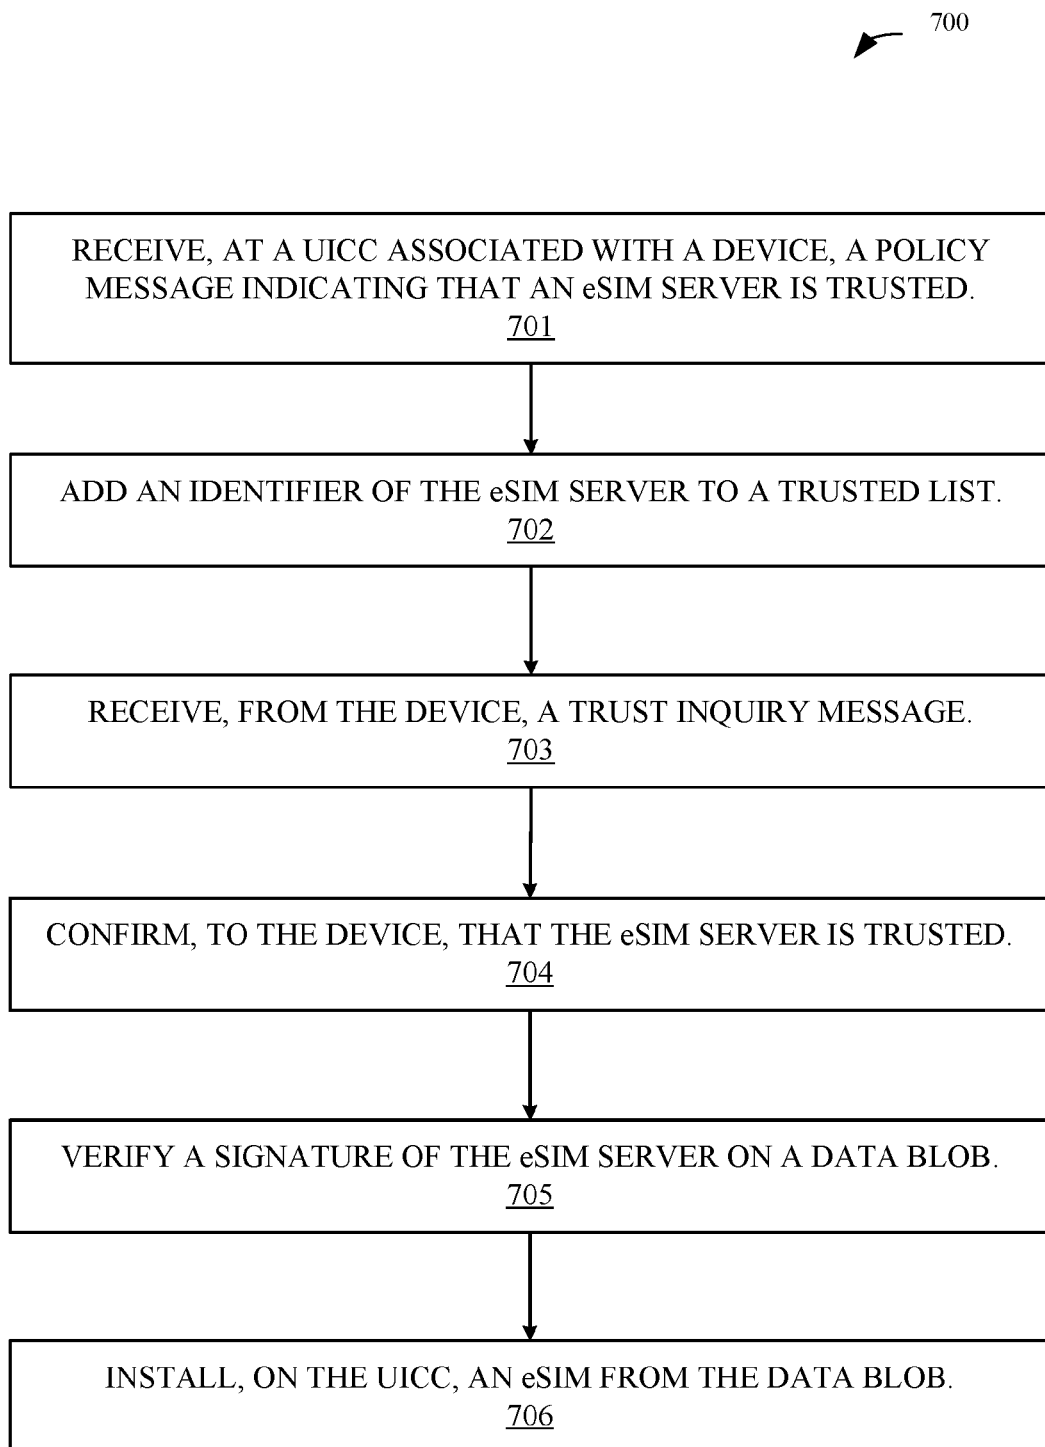 700
RECEIVE, AT A UICC ASSOCIATED WITH A DEVICE, A POLICY
MESSAGE INDICATING THAT AN eSIM SERVER IS TRUSTED.
701
ADD AN IDENTIFIER OF THE eSIM SERVER TO A TRUSTED LIST.
702
RECEIVE, FROM THE DEVICE, A TRUST INQUIRY MESSAGE.
703
CONFIRM, TO THE DEVICE, THAT THE eSIM SERVER IS TRUSTED.
704
VERIFY A SIGNATURE OF THE eSIM SERVER ON A DATA BLOB.
705
INSTALL, ON THE UICC, AN eSIM FROM THE DATA BLOB.
706